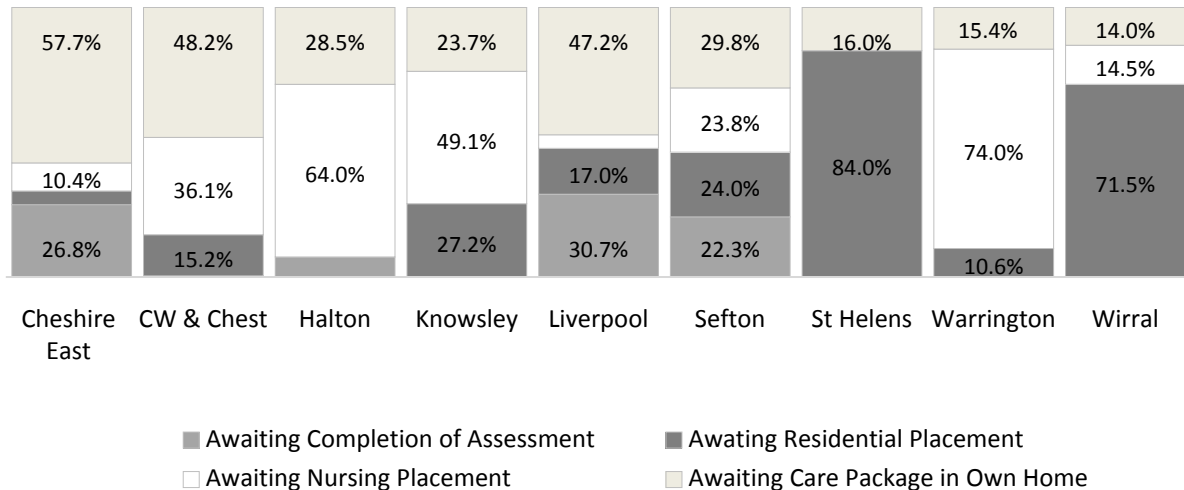 57.7% 48.2% 28.5% 23.7% 47.2% 29.8% 16.0% 15.4% 14.0%
10.4% 36.1% 64.0% 49.1% 17.0% 23.8% 84.0% 74.0% 14.5%
26.8% 15.2% 27.2% 30.7% 24.0% 10.6% 71.5%
22.3%
Cheshire East CW & Chest Halton Knowsley Liverpool Sefton St Helens Warrington Wirral
Awaiting Completion of Assessment Awating Residential Placement
Awaiting Nursing Placement Awaiting Care Package in Own Home